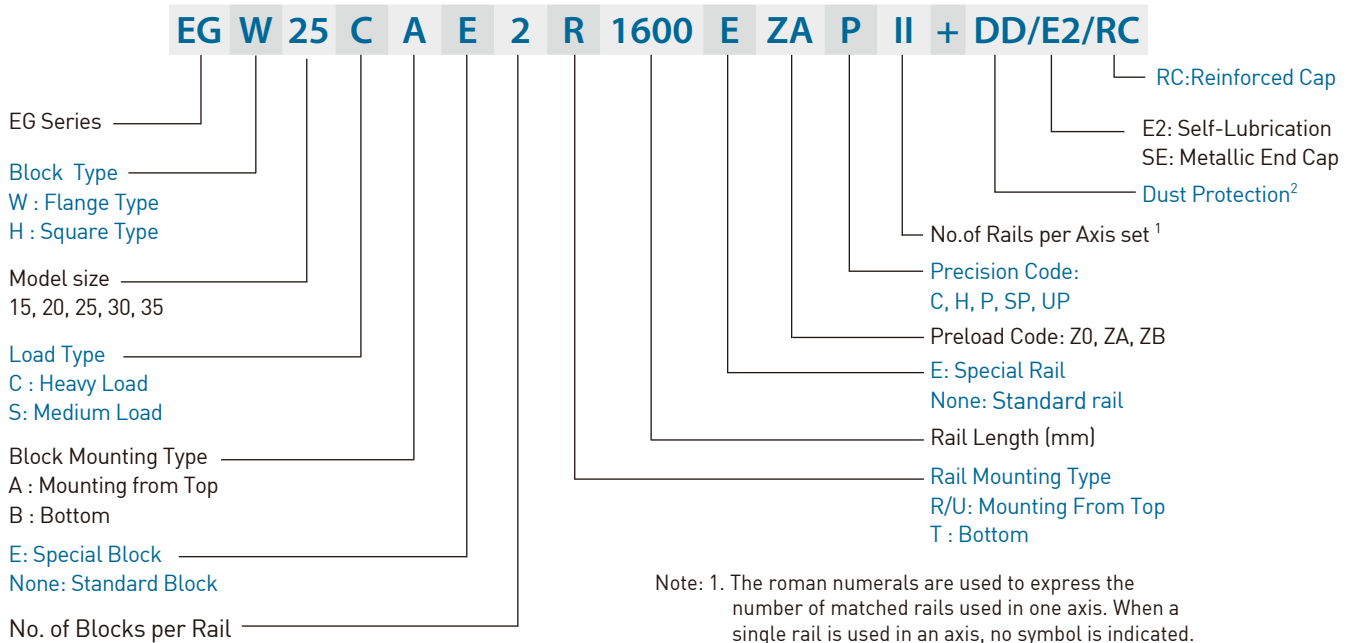 EG W 25 C A E 2 R 1600 E ZA P II + DD/E2/RC
EG Series
Block Type
W : Flange Type
H : Square Type
Model size
15, 20, 25, 30, 35
Load Type
C : Heavy Load
S: Medium Load
Block Mounting Type
A : Mounting from Top
B : Bottom
E: Special Block
None: Standard Block
No. of Blocks per Rail
RC:Reinforced Cap
E2: Self-Lubrication
SE: Metallic End Cap
Dust Protection²
No.of Rails per Axis set ¹
Precision Code:
C, H, P, SP, UP
Preload Code: Z0, ZA, ZB
E: Special Rail
None: Standard rail
Rail Length (mm)
Rail Mounting Type
R/U: Mounting From Top
T : Bottom
Note: 1. The roman numerals are used to express the
number of matched rails used in one axis. When a
single rail is used in an axis, no symbol is indicated.